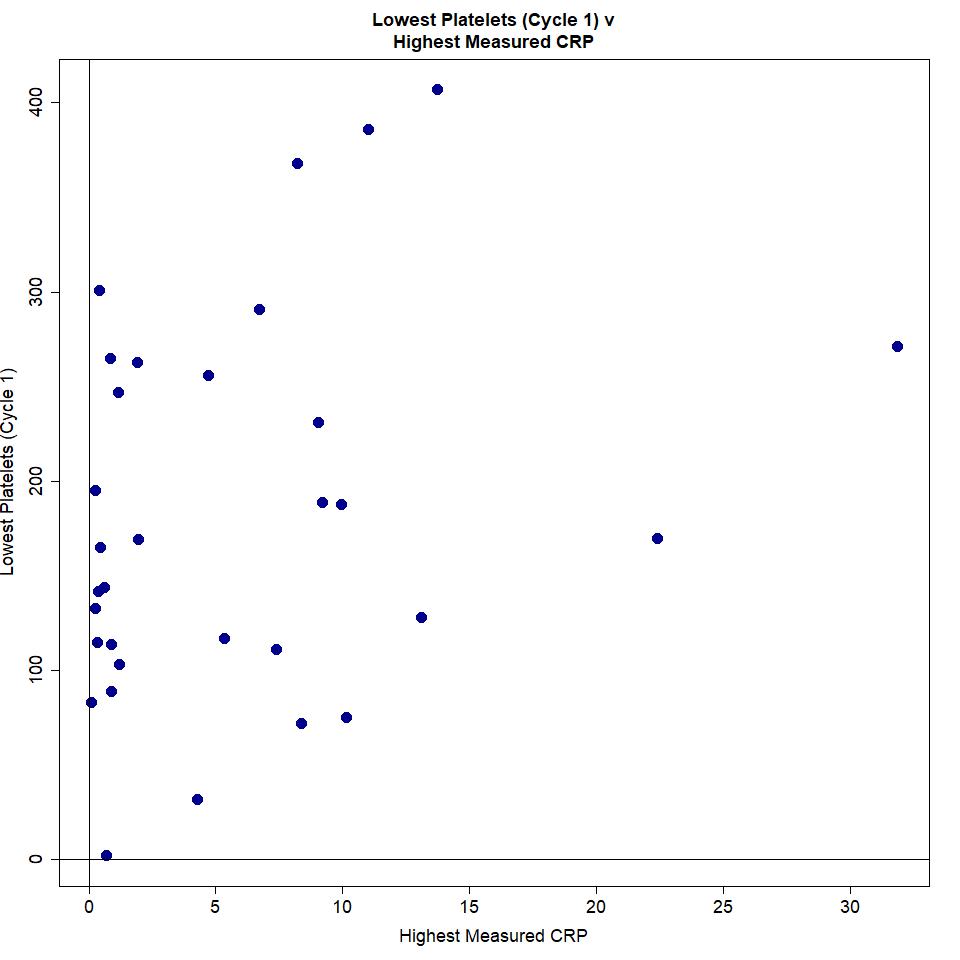 Lowest Platelets (Cycle 1) v
Highest Measured CRP
400
300
200
100
0
Lowest Platelets (Cycle 1)
0 5 10 15 20 25 30
Highest Measured CRP